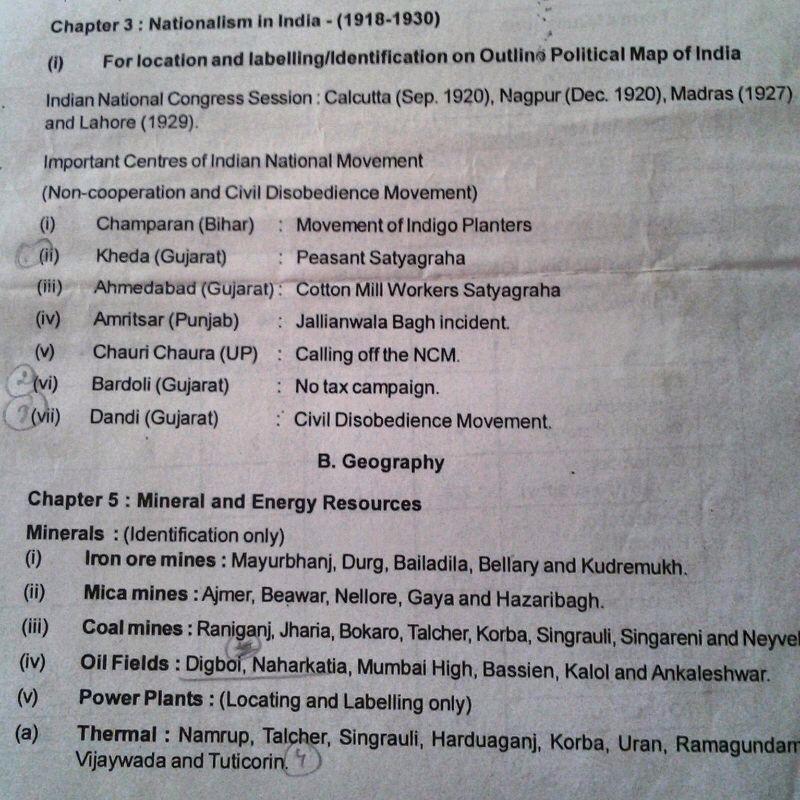 Chapter 3 : Nationalism in India - (1918-1930)
(i) For location and labelling/Identification on Outline Political Map of India
Indian National Congress Session : Calcutta (Sep. 1920), Nagpur (Dec. 1920), Madras (1927)
and Lahore (1929).
Important Centres of Indian National Movement
(Non-cooperation and Civil Disobedience Movement)
(i) Champaran (Bihar) : Movement of Indigo Planters
(ii) Kheda (Gujarat) : Peasant Satyagraha
(iii) Ahmedabad (Gujarat) : Cotton Mill Workers Satyagraha
(iv) Amritsar (Punjab) : Jallianwala Bagh incident.
(v) Chauri Chaura (UP) : Calling off the NCM.
2 (vi) Bardoli (Gujarat) : No tax campaign.
3 (vii) Dandi (Gujarat) : Civil Disobedience Movement.
B. Geography
Chapter 5 : Mineral and Energy Resources
Minerals : (Identification only)
(i) Iron ore mines : Mayurbhanj, Durg, Bailadila, Bellary and Kudremukh.
(ii) Mica mines : Ajmer, Beawar, Nellore, Gaya and Hazaribagh.
(iii) Coal mines : Raniganj, Jharia, Bokaro, Talcher, Korba, Singrauli, Singareni and Neyvel
(iv) Oil Fields : Digboi, Naharkatia, Mumbai High, Bassien, Kalol and Ankaleshwar.
(v) Power Plants : (Locating and Labelling only)
(a) Thermal : Namrup, Talcher, Singrauli, Harduaganj, Korba, Uran, Ramagundam
Vijaywada and Tuticorin. 4